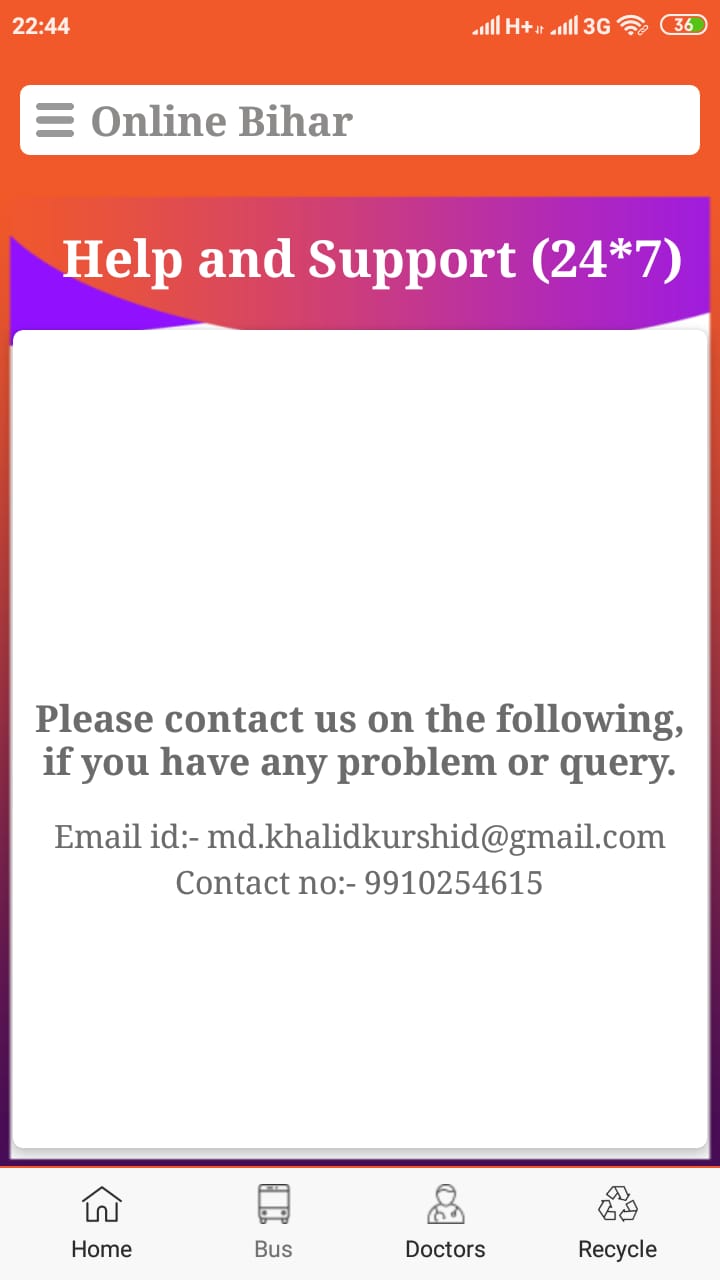 22:44 H+ 3G 36
Online Bihar
Help and Support (24*7)
Please contact us on the following,
if you have any problem or query.
Email id:- md.khalidkurshid@gmail.com
Contact no:- 9910254615
Home Bus Doctors Recycle